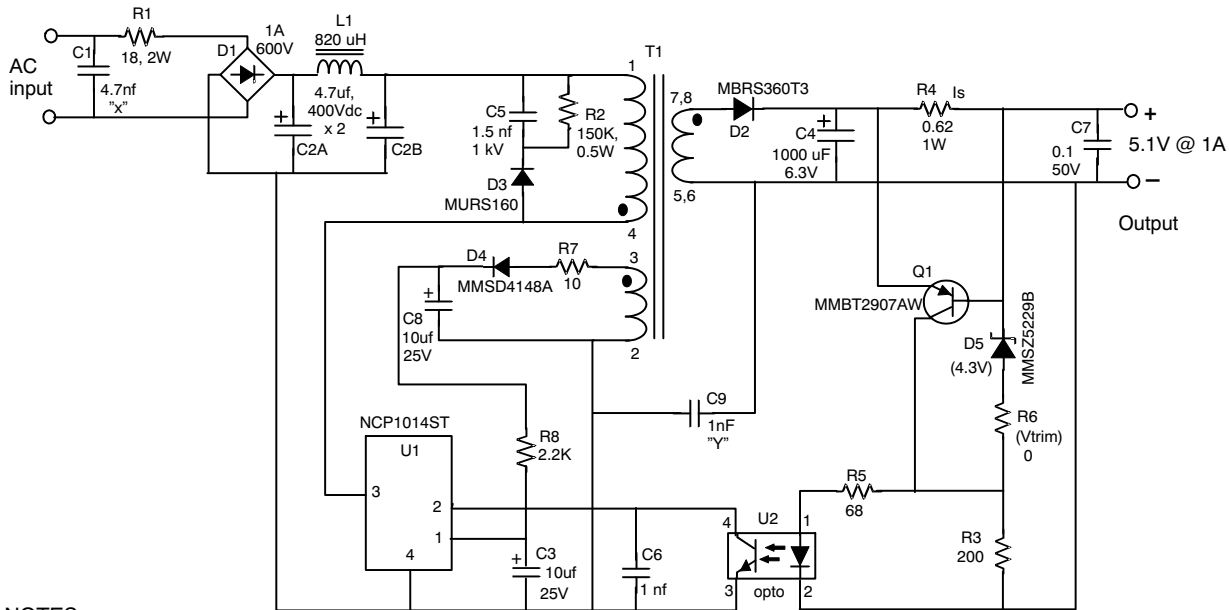 R1
18, 2W
C1
4.7nf
"x"
AC
input
D1
1A
600V
L1
820 uH
4.7uf,
400Vdc
x 2
C2A
C2B
C5
1.5 nf
1 kV
R2
150K,
0.5W
D3
MURS160
T1
1
4
3
2
7,8
5,6
MBRS360T3
D2
C4
1000 uF
6.3V
R4
Is
0.62
1W
C7
0.1
50V
+
5.1V @ 1A
−
Output
D4
MMSD4148A
R7
10
C8
10uf
25V
Q1
MMBT2907AW
D5
(4.3V)
MMSZ5229B
R6
(Vtrim)
0
C9
1nF
"Y"
NCP1014ST
U1
3
2
1
4
R8
2.2K
C3
10uf
25V
C6
1 nf
U2
4
1
3
2
opto
R5
68
R3
200
NOTES